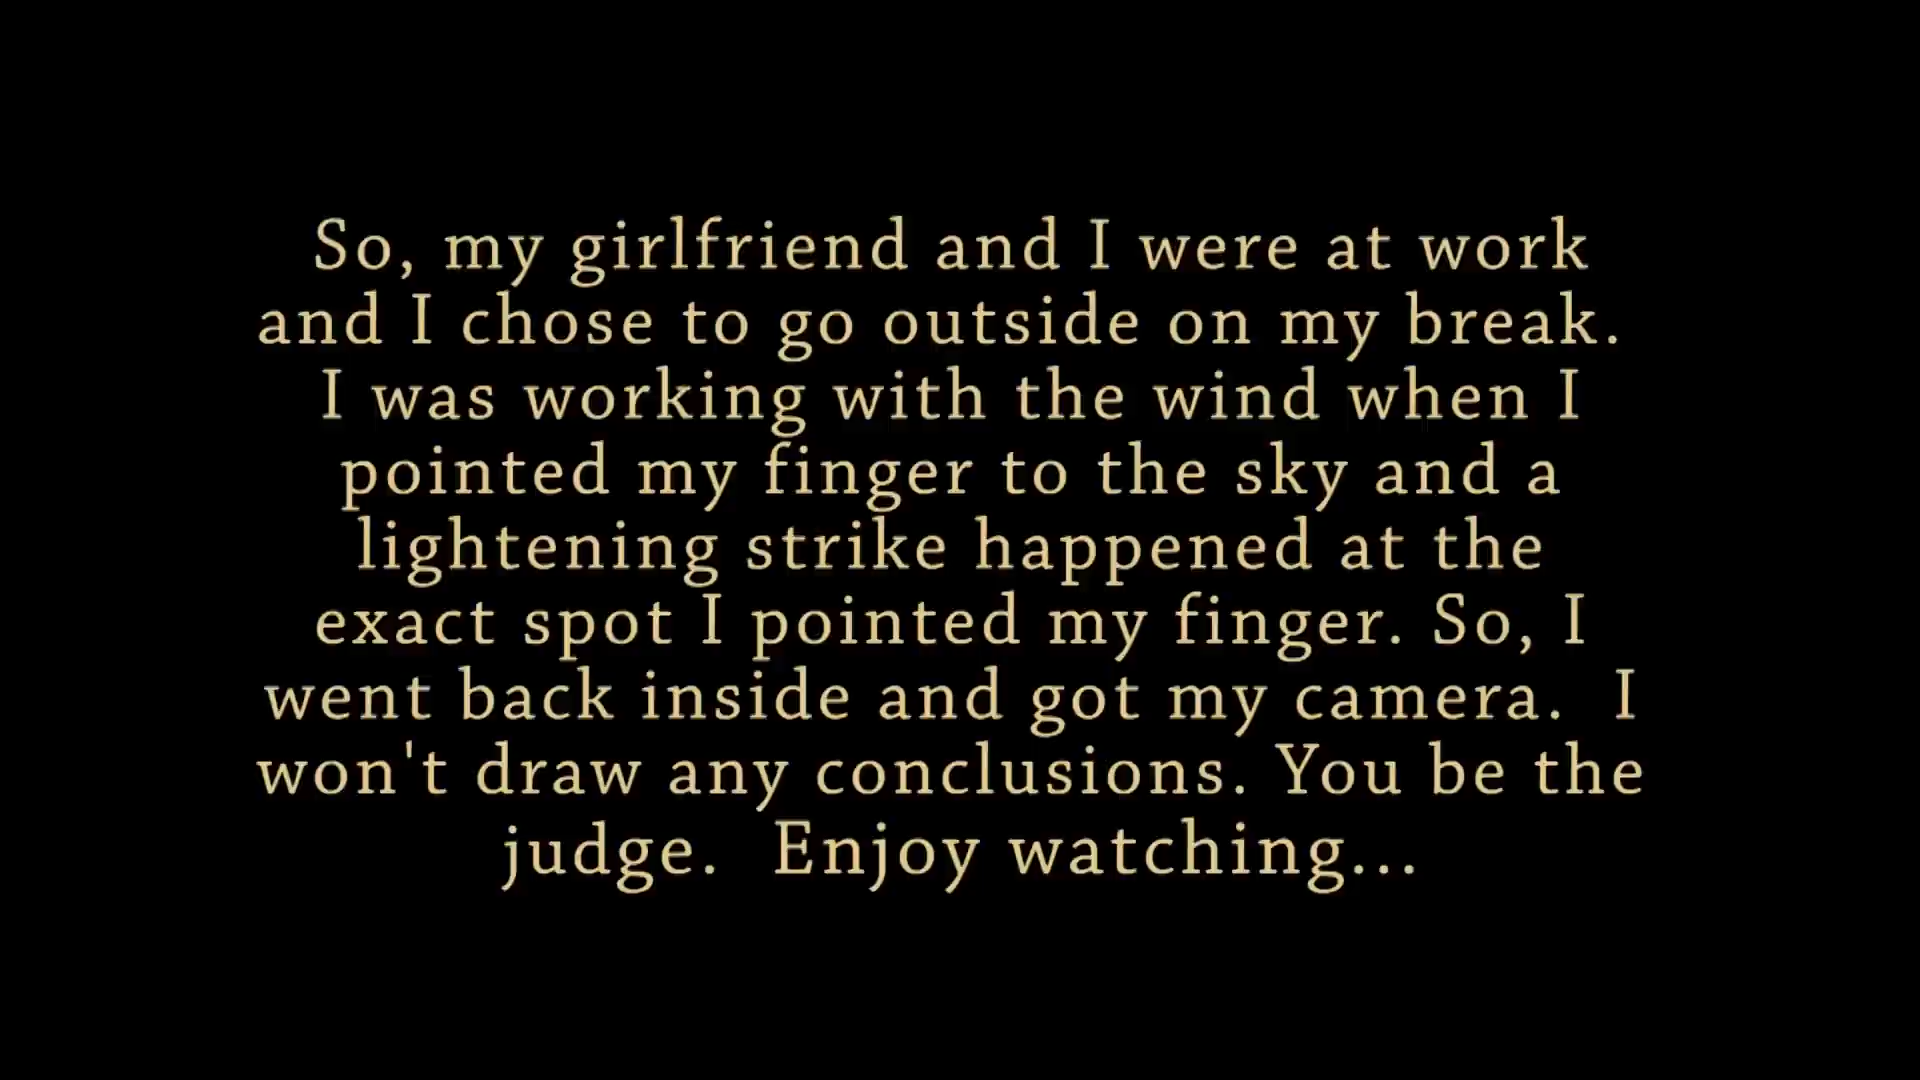 So, my girlfriend and I were at work
and I chose to go outside on my break.
I was working with the wind when I
pointed my finger to the sky and a
lightening strike happened at the
exact spot I pointed my finger. So, I
went back inside and got my camera.  I
won't draw any conclusions. You be the
judge.  Enjoy watching...